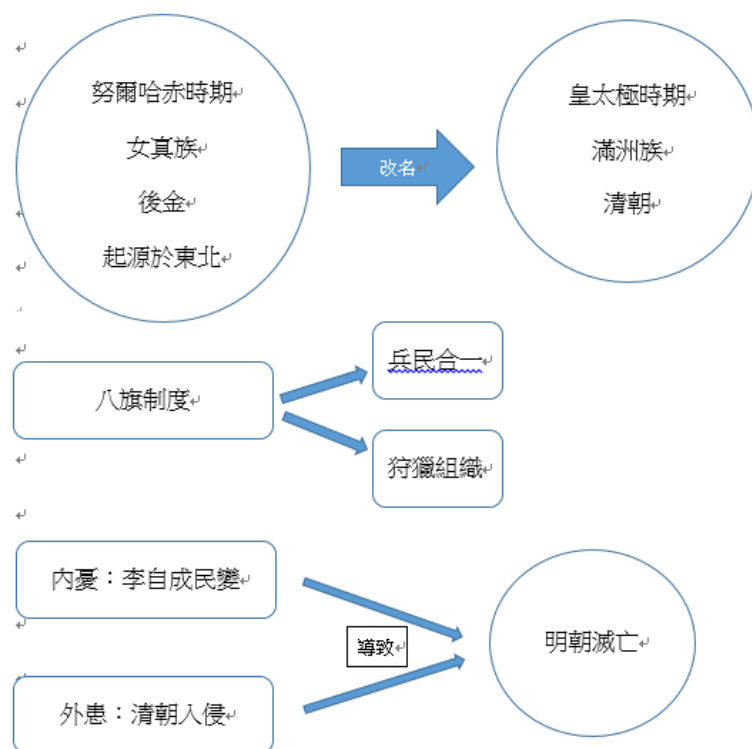 努爾哈赤時期
女真族
後金
起源於東北
改名
皇太極時期
滿洲族
清朝
八旗制度
兵民合一
狩獵組織
內憂：李自成民變
外患：清朝入侵
導致
明朝滅亡